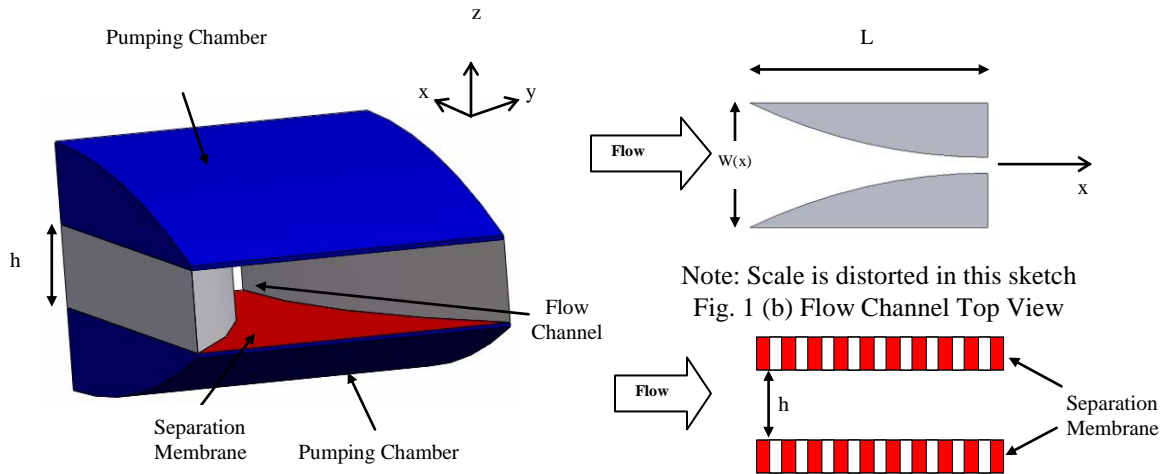 Pumping Chamber
z
x
y
h
Flow
Channel
Separation
Membrane
Pumping Chamber
L
Flow
W(x)
x
Note: Scale is distorted in this sketch
Fig. 1 (b) Flow Channel Top View
Flow
h
Separation
Membrane